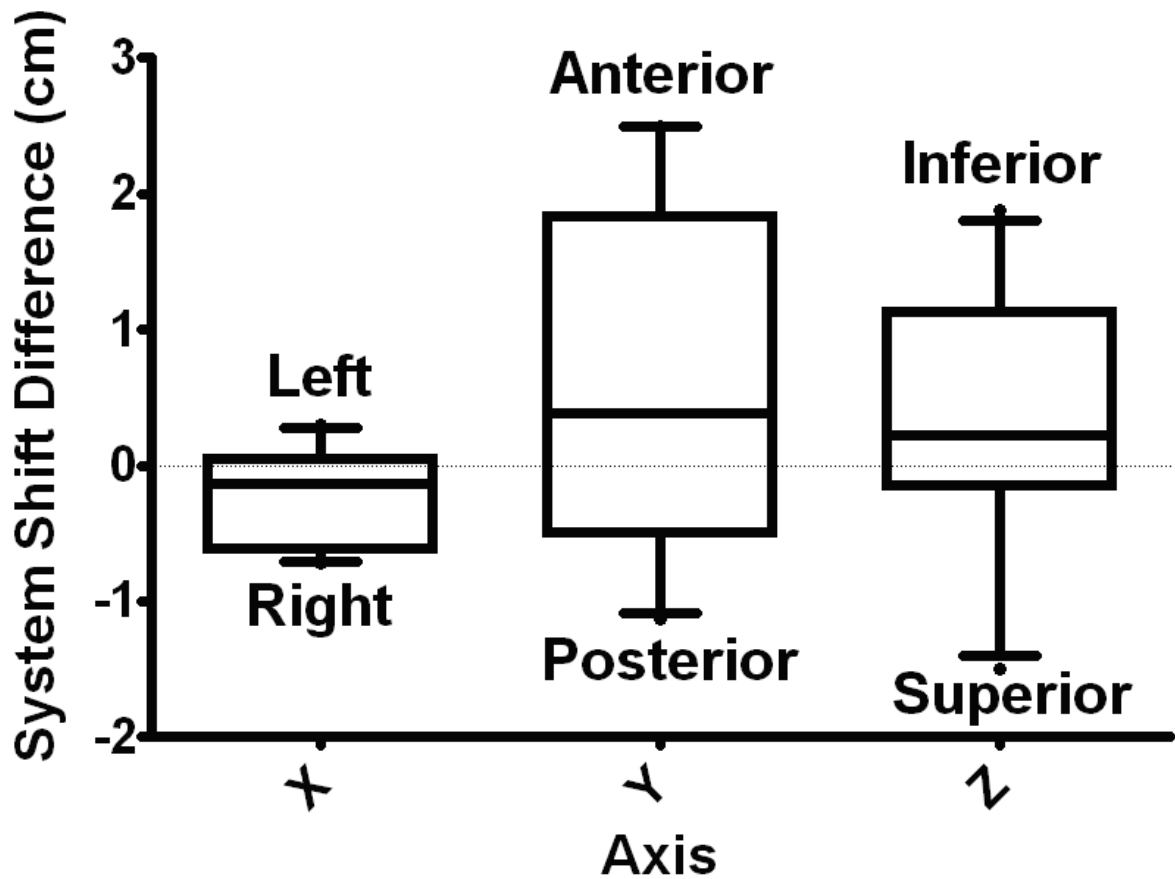 System Shift Difference (cm)
3
2
1
0
-1
-2
Anterior
Inferior
Left
Right
Posterior
Superior
X
Y
Z
Axis